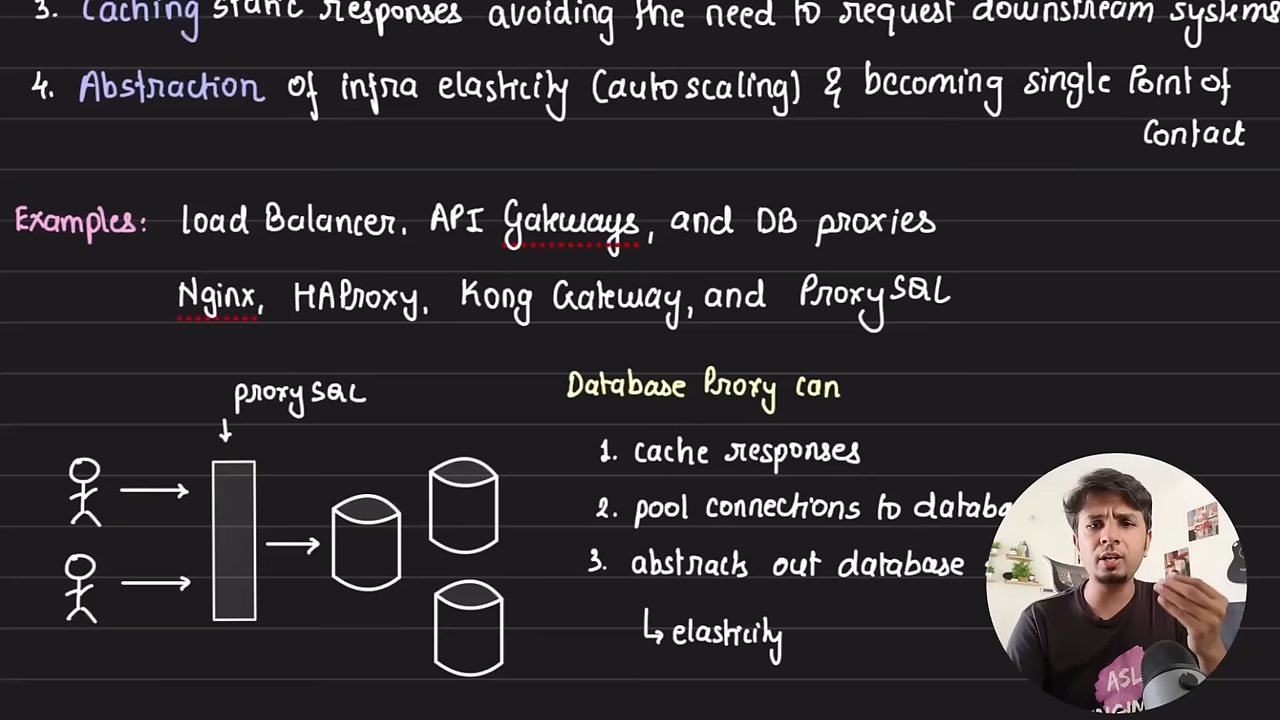 3. Caching static responses avoiding the need to request downstream systems
4. Abstraction of infra elasticity (autoscaling) & becoming single Point of
Contact
Examples: load Balancer. API Gateways, and DB proxies
Nginx, HAProxy, Kong Gateway, and ProxySQL
proxySQL
Database Proxy can
1. cache responses
2. pool connections to databa
3. abstracts out database
↳ elasticity
ASL
NGIN